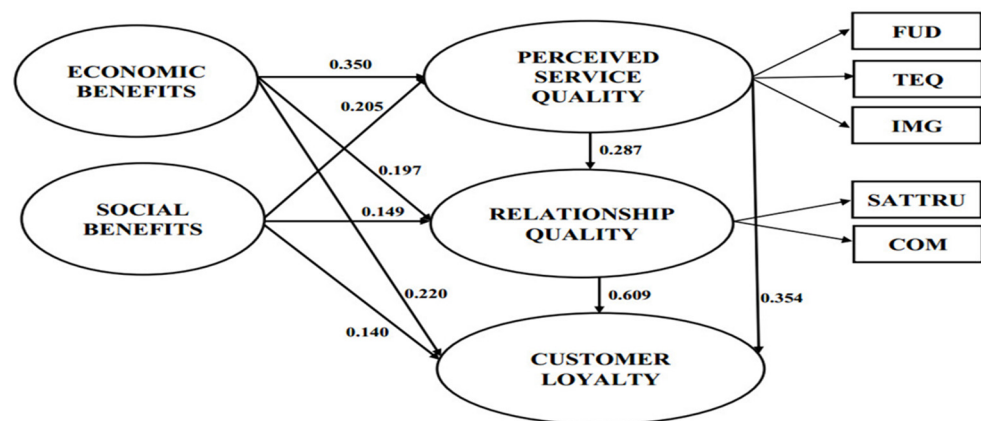 ECONOMIC
BENEFITS
SOCIAL
BENEFITS
0.350
0.205
0.197
0.149
0.220
0.140
PERCEIVED
SERVICE
QUALITY
0.287
RELATIONSHIP
QUALITY
0.609
0.354
CUSTOMER
LOYALTY
FUD
TEQ
IMG
SATTRU
COM